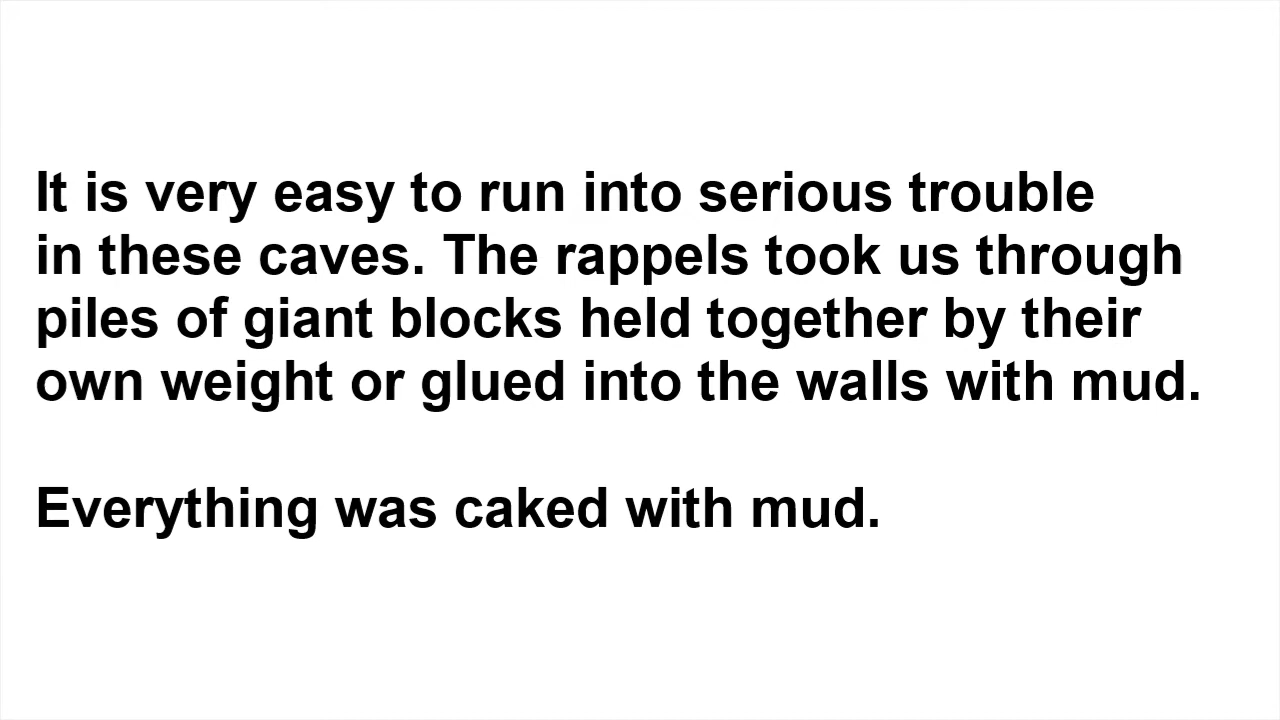 It is very easy to run into serious trouble
in these caves. The rappels took us through
piles of giant blocks held together by their
own weight or glued into the walls with mud.
Everything was caked with mud.